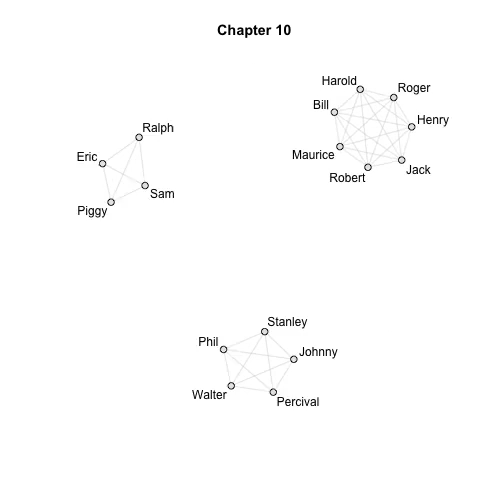 Chapter 10
Harold
Roger
Bill
Henry
Maurice
Robert
Jack
Ralph
Eric
Sam
Piggy
Stanley
Phil
Johnny
Walter
Percival